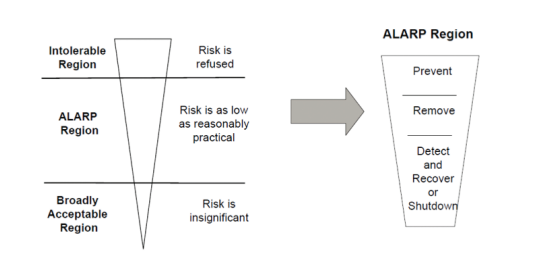 Intolerable
Region
Risk is
refused
ALARP
Region
Risk is as low
as reasonably
practical
Broadly
Acceptable
Region
Risk is
insignificant
ALARP Region
Prevent
Remove
Detect
and
Recover
or
Shutdown